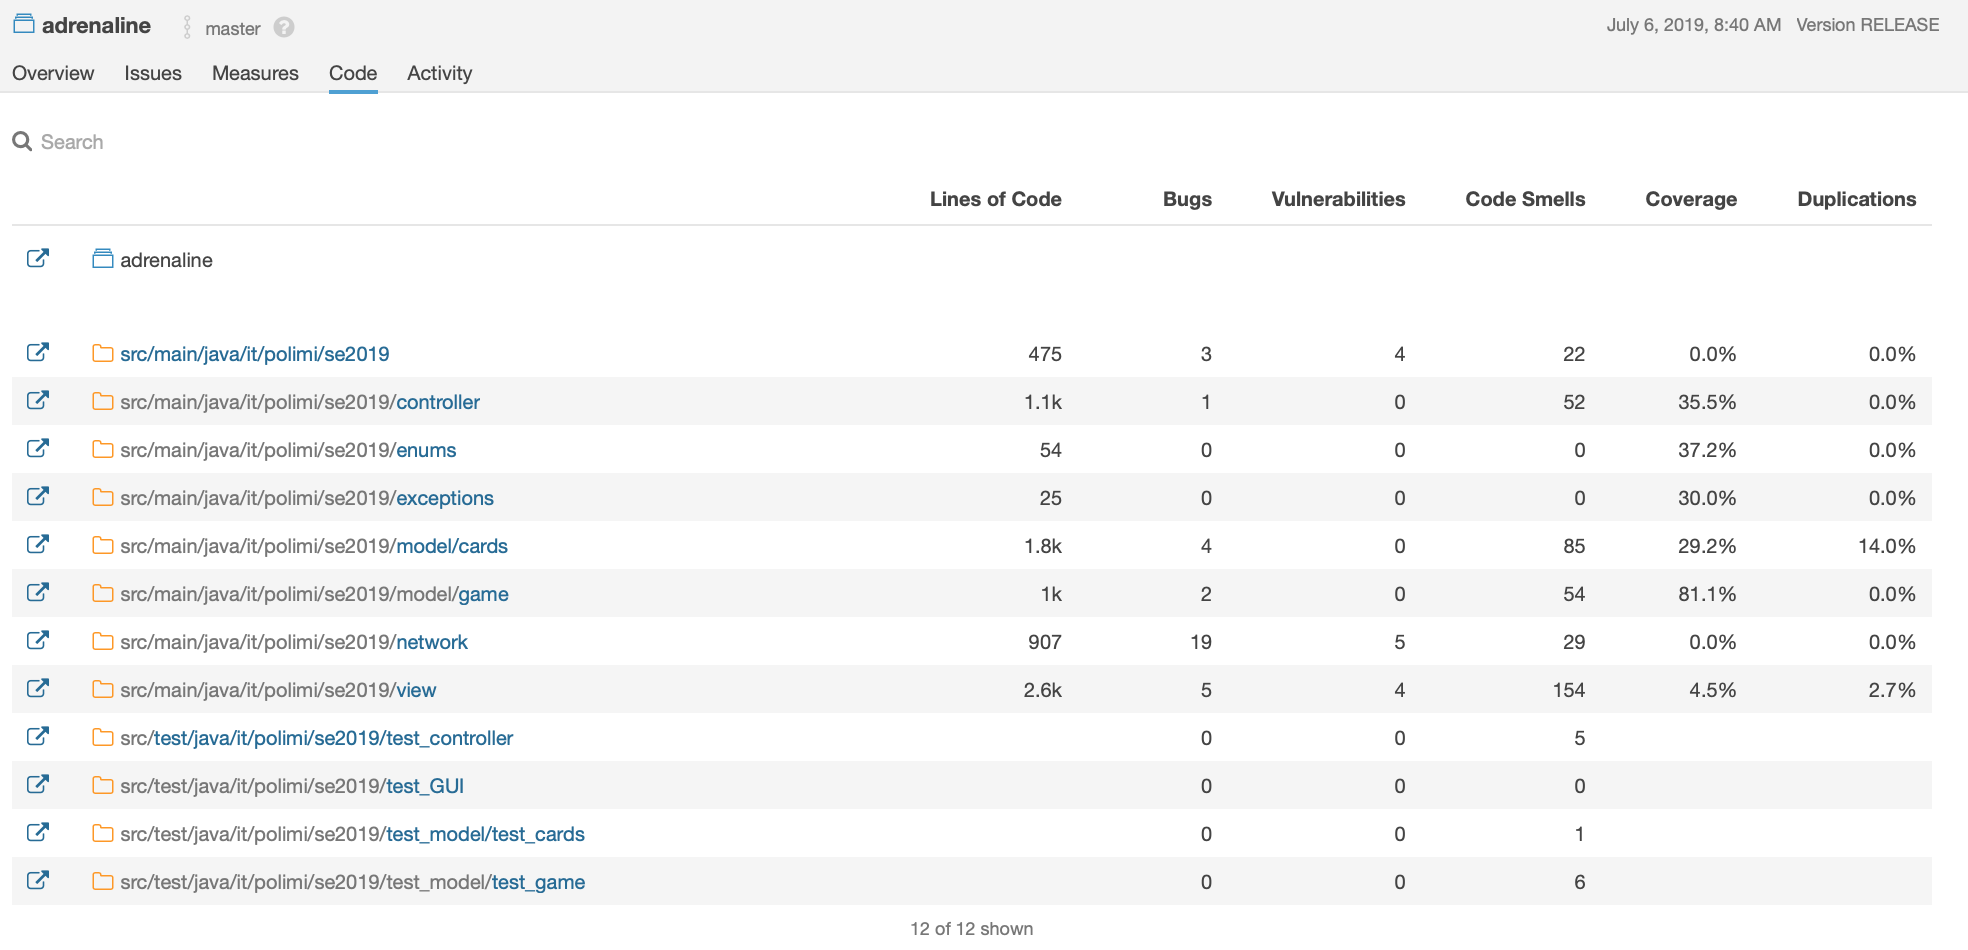 adrenaline master ? July 6, 2019, 8:40 AM Version RELEASE
Overview Issues Measures Code Activity
Search
Lines of Code Bugs Vulnerabilities Code Smells Coverage Duplications
adrenaline
src/main/java/it/polimi/se2019 475 3 4 22 0.0% 0.0%
src/main/java/it/polimi/se2019/controller 1.1k 1 0 52 35.5% 0.0%
src/main/java/it/polimi/se2019/enums 54 0 0 0 37.2% 0.0%
src/main/java/it/polimi/se2019/exceptions 25 0 0 0 30.0% 0.0%
src/main/java/it/polimi/se2019/model/cards 1.8k 4 0 85 29.2% 14.0%
src/main/java/it/polimi/se2019/model/game 1k 2 0 54 81.1% 0.0%
src/main/java/it/polimi/se2019/network 907 19 5 29 0.0% 0.0%
src/main/java/it/polimi/se2019/view 2.6k 5 4 154 4.5% 2.7%
src/test/java/it/polimi/se2019/test_controller 0 0 5
src/test/java/it/polimi/se2019/test_GUI 0 0 0
src/test/java/it/polimi/se2019/test_model/test_cards 0 0 1
src/test/java/it/polimi/se2019/test_model/test_game 0 0 6
12 of 12 shown